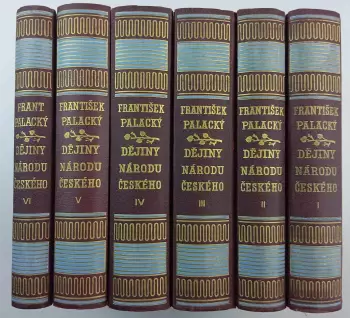 FRANT.
PALACKÝ
DĚJINY
NÁRODU
ČESKÉHO
VI
FRANTIŠEK
PALACKÝ
DĚJINY
NÁRODU
ČESKÉHO
V
FRANTIŠEK
PALACKÝ
DĚJINY
NÁRODU
ČESKÉHO
IV
FRANTIŠEK
PALACKÝ
DĚJINY
NÁRODU
ČESKÉHO
III
FRANTIŠEK
PALACKÝ
DĚJINY
NÁRODU
ČESKÉHO
II
FRANTIŠEK
PALACKÝ
DĚJINY
NÁRODU
ČESKÉHO
I